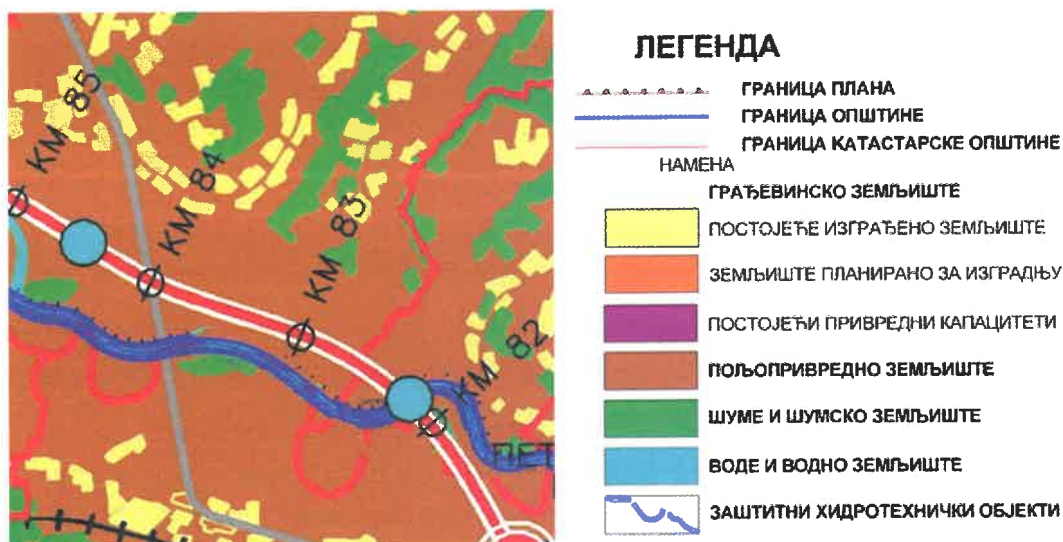 КМ 85
КМ 84
КМ 83
КМ 82
ПЕТ
ЛЕГЕНДА
ГРАНИЦА ПЛАНА
ГРАНИЦА ОПШТИНЕ
ГРАНИЦА КАТАСТАРСКЕ ОПШТИНЕ
НАМЕНА
ГРАЂЕВИНСКО ЗЕМЉИШТЕ
ПОСТОЈЕЋЕ ИЗГРАЂЕНО ЗЕМЉИШТЕ
ЗЕМЉИШТЕ ПЛАНИРАНО ЗА ИЗГРАДЊУ
ПОСТОЈЕЋИ ПРИВРЕДНИ КАПАЦИТЕТИ
ПОЉОПРИВРЕДНО ЗЕМЉИШТЕ
ШУМЕ И ШУМСКО ЗЕМЉИШТЕ
ВОДЕ И ВОДНО ЗЕМЉИШТЕ
ЗАШТИТНИ ХИДРОТЕХНИЧКИ ОБЈЕКТИ